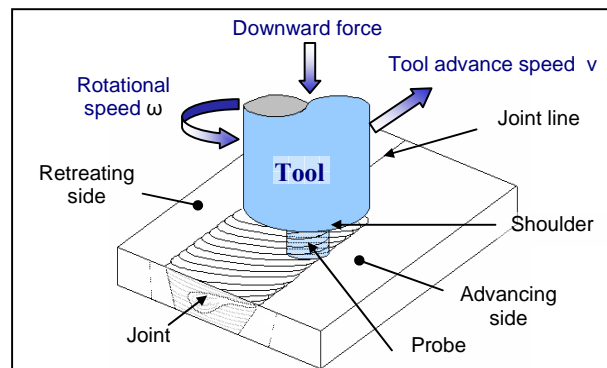 Downward force
Tool advance speed v
Rotational
speed ω
Joint line
Tool
Retreating
side
Shoulder
Advancing
side
Joint
Probe